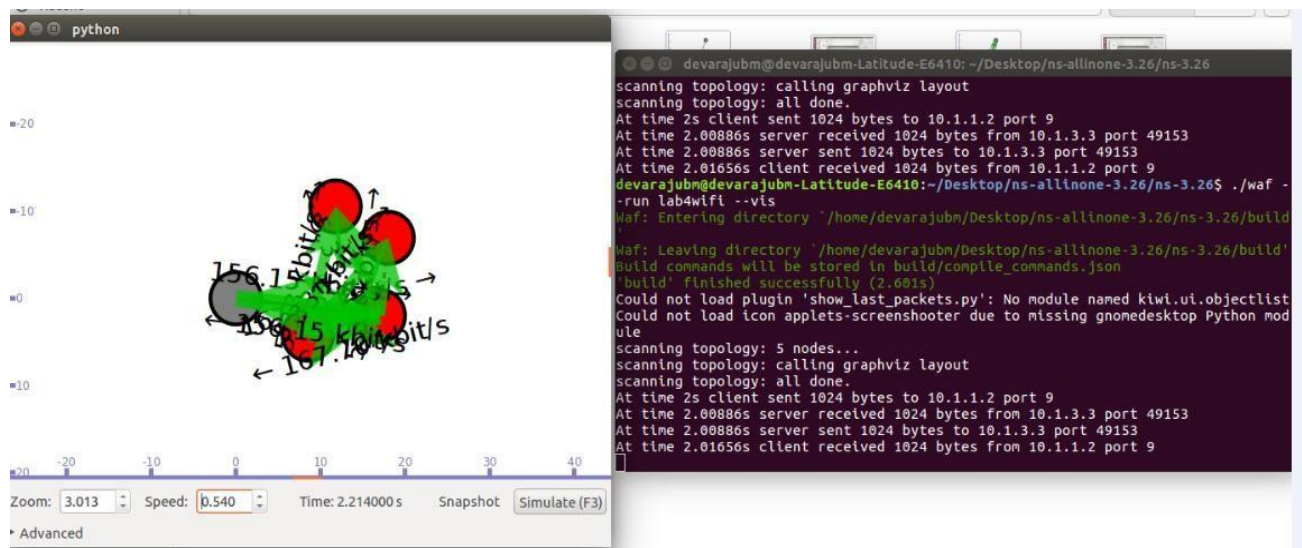 python
-20
-10
0
10
20
-20
-10
0
10
20
30
40
156.15
kbit/s
167.
kbit/s
Zoom: 3.013 Speed: 0.540 Time: 2.214000 s Snapshot Simulate (F3)
Advanced
devarajubm@devarajubm-Latitude-E6410: ~/Desktop/ns-allinone-3.26/ns-3.26
scanning topology: calling graphviz layout
scanning topology: all done.
At time 2s client sent 1024 bytes to 10.1.1.2 port 9
At time 2.00886s server received 1024 bytes from 10.1.3.3 port 49153
At time 2.00886s server sent 1024 bytes to 10.1.3.3 port 49153
At time 2.01656s client received 1024 bytes from 10.1.1.2 port 9
devarajubm@devarajubm-Latitude-E6410:~/Desktop/ns-allinone-3.26/ns-3.26$ ./waf -
-run lab4wifi --vis
Waf: Entering directory `/home/devarajubm/Desktop/ns-allinone-3.26/ns-3.26/build
'
Waf: Leaving directory `/home/devarajubm/Desktop/ns-allinone-3.26/ns-3.26/build'
Build commands will be stored in build/compile_commands.json
'build' finished successfully (2.601s)
Could not load plugin 'show_last_packets.py': No module named kiwi.ui.objectlist
Could not load icon applets-screenshooter due to missing gnomedesktop Python mod
ule
scanning topology: 5 nodes...
scanning topology: calling graphviz layout
scanning topology: all done.
At time 2s client sent 1024 bytes to 10.1.1.2 port 9
At time 2.00886s server received 1024 bytes from 10.1.3.3 port 49153
At time 2.00886s server sent 1024 bytes to 10.1.3.3 port 49153
At time 2.01656s client received 1024 bytes from 10.1.1.2 port 9